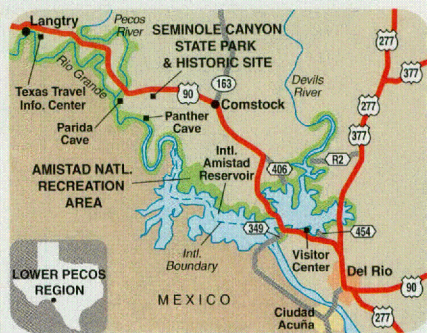 Langtry
Pecos
River
SEMINOLE CANYON
STATE PARK
& HISTORIC SITE
277
377
Rio Grande
Texas Travel
Info. Center
90
163
Comstock
Devils
River
277
377
Parida
Cave
Panther
Cave
AMISTAD NATL.
RECREATION
AREA
Intl.
Amistad
Reservoir
406
R2
349
454
Intl.
Boundary
Visitor
Center
Del Rio
LOWER PECOS
REGION
MEXICO
90
Ciudad
Acuña
277